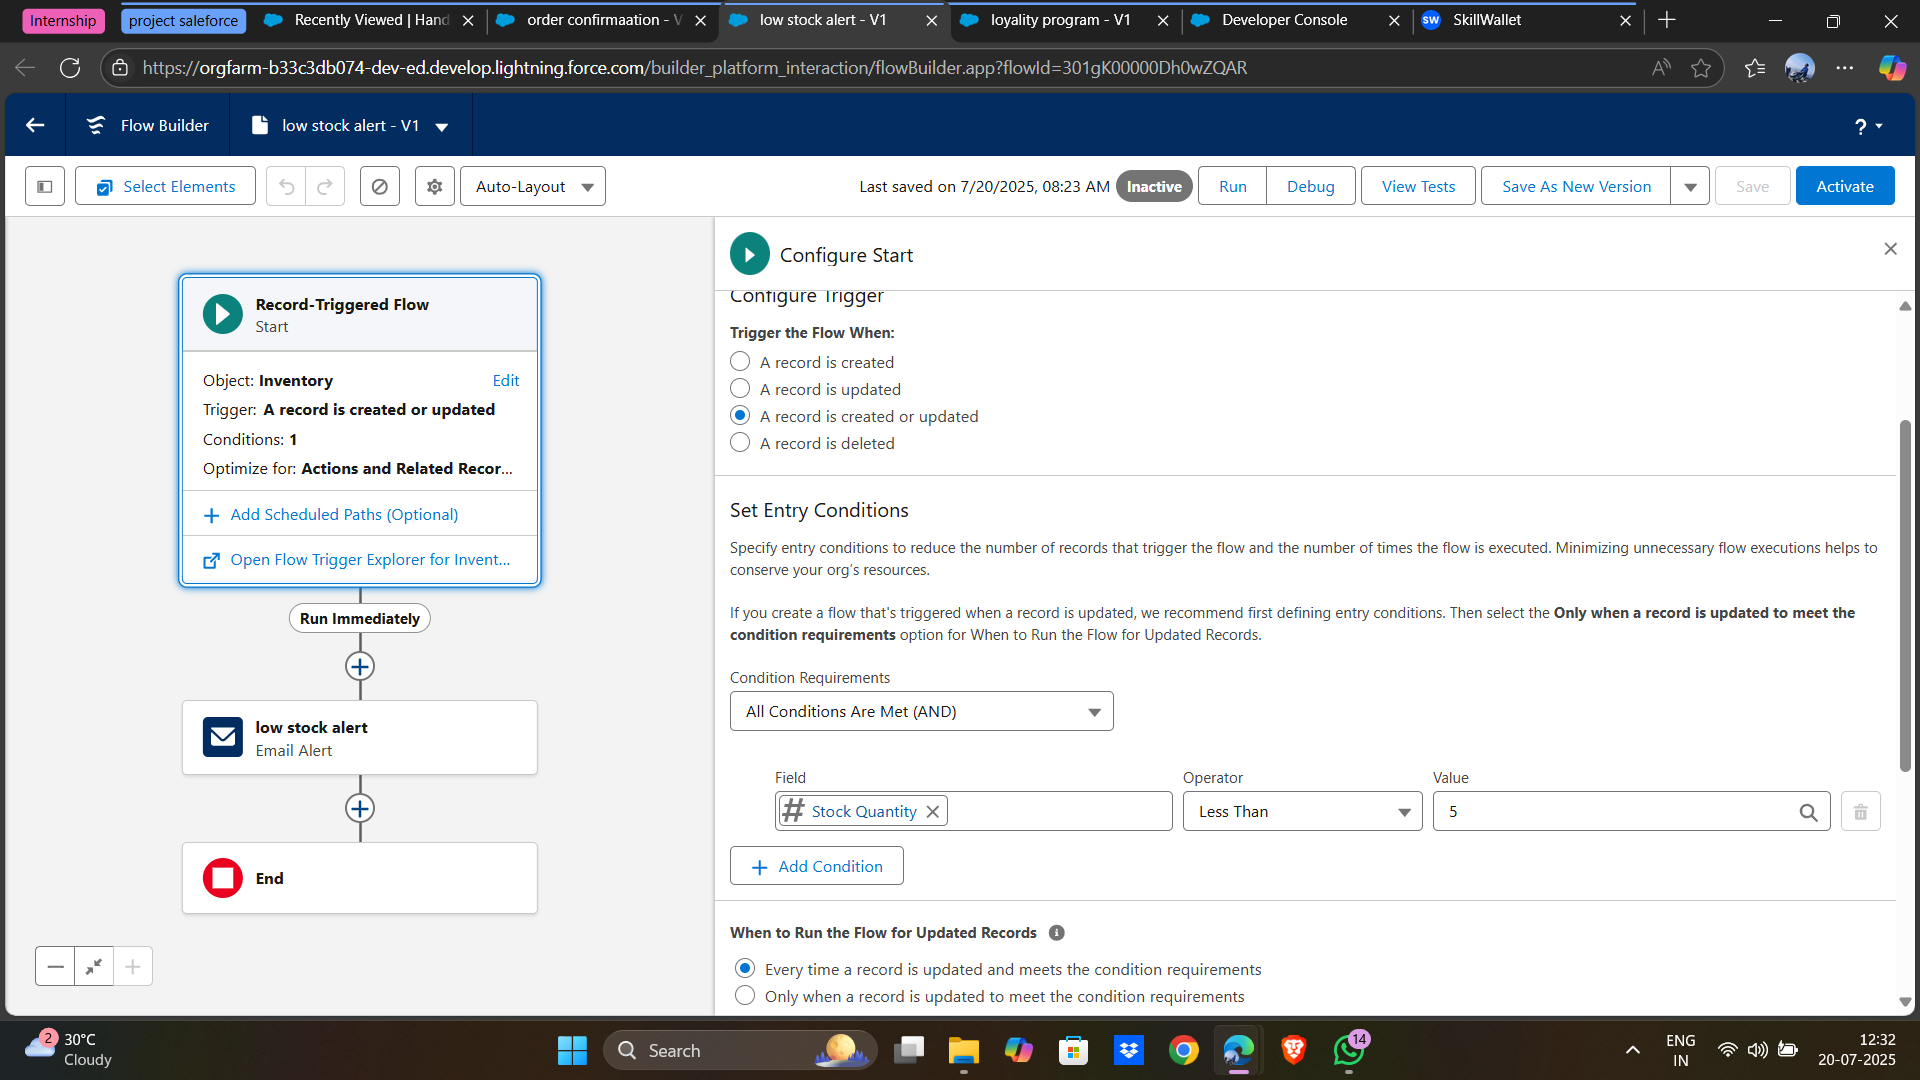 Internship
project saleforce
Recently Viewed | Hand
order confirmaation - V
low stock alert - V1
loyality program - V1
Developer Console
SW
SkillWallet
https://orgfarm-b33c3db074-dev-ed.develop.lightning.force.com/builder_platform_interaction/flowBuilder.app?flowId=301gK00000Dh0wZQAR
Flow Builder
low stock alert - V1
?
Select Elements
Auto-Layout
Last saved on 7/20/2025, 08:23 AM
Inactive
Run
Debug
View Tests
Save As New Version
Save
Activate
Record-Triggered Flow
Start
Object: Inventory
Edit
Trigger: A record is created or updated
Conditions: 1
Optimize for: Actions and Related Recor...
Add Scheduled Paths (Optional)
Open Flow Trigger Explorer for Invent...
Run Immediately
low stock alert
Email Alert
End
Configure Start
Configure Trigger
Trigger the Flow When:
A record is created
A record is updated
A record is created or updated
A record is deleted
Set Entry Conditions
Specify entry conditions to reduce the number of records that trigger the flow and the number of times the flow is executed. Minimizing unnecessary flow executions helps to
conserve your org's resources.
If you create a flow that's triggered when a record is updated, we recommend first defining entry conditions. Then select the Only when a record is updated to meet the
condition requirements option for When to Run the Flow for Updated Records.
Condition Requirements
All Conditions Are Met (AND)
Field
Operator
Value
Stock Quantity
Less Than
5
Add Condition
When to Run the Flow for Updated Records
Every time a record is updated and meets the condition requirements
Only when a record is updated to meet the condition requirements
2
30°C
Cloudy
Search
14
ENG
IN
12:32
20-07-2025